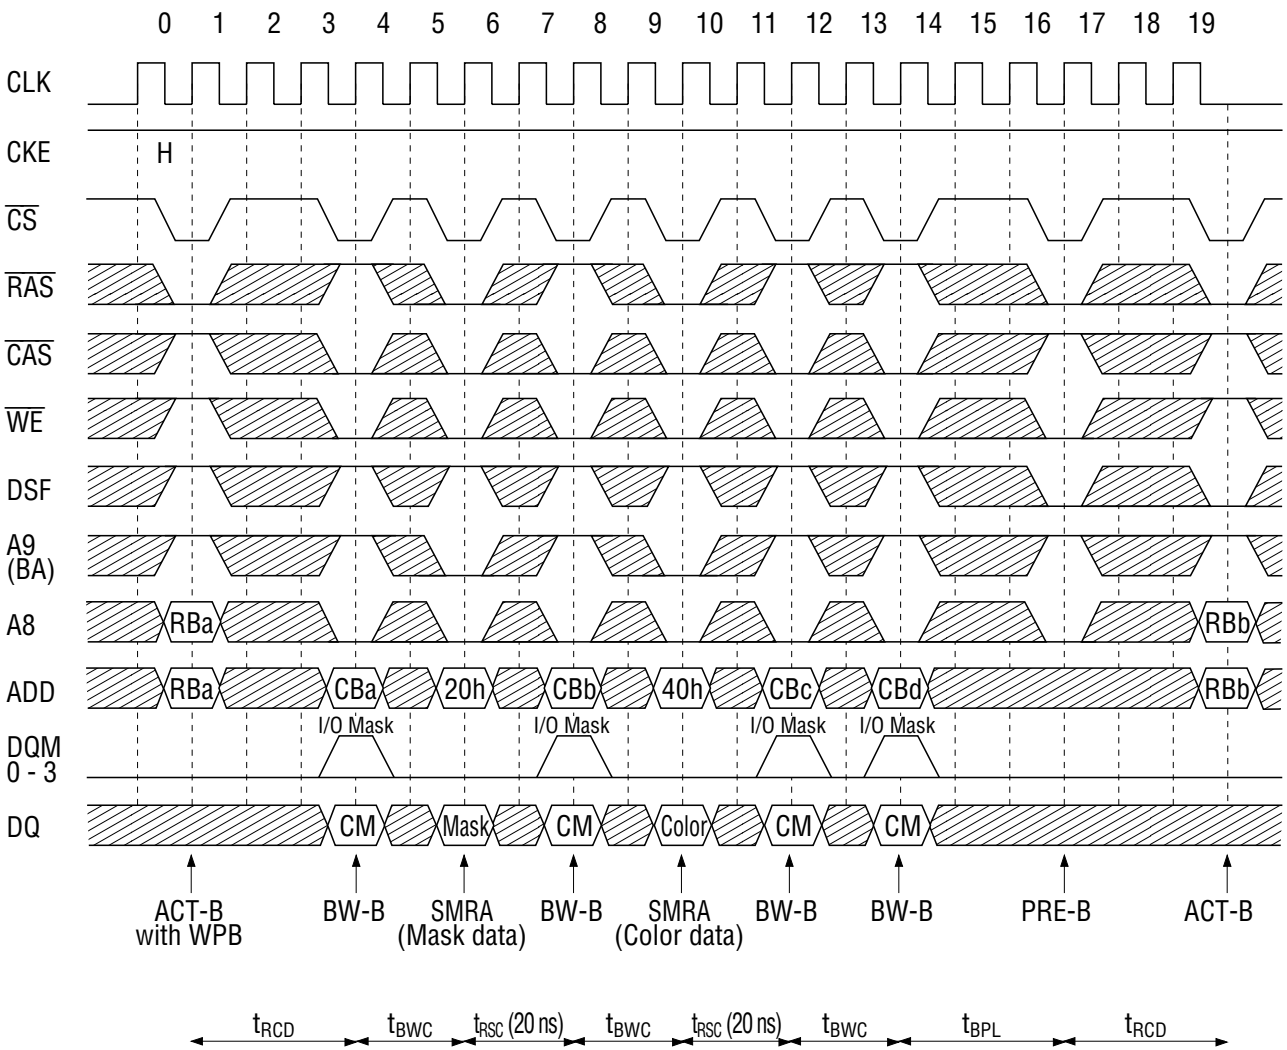 0 1 2 3 4 5 6 7 8 9 10 11 12 13 14 15 16 17 18 19
CLK
CKE H
CS
RAS
CAS
WE
DSF
A9
(BA)
A8 RBa RBb
ADD RBa CBa 20h CBb 40h CBc CBd RBb
I/O Mask I/O Mask I/O Mask I/O Mask
DQM
0 - 3
DQ CM Mask CM Color CM CM
ACT-B BW-B SMRA BW-B SMRA BW-B BW-B PRE-B ACT-B
with WPB (Mask data) (Color data)
tRCD tBWC tRSC (20 ns) tBWC tRSC (20 ns) tBWC tBPL tRCD